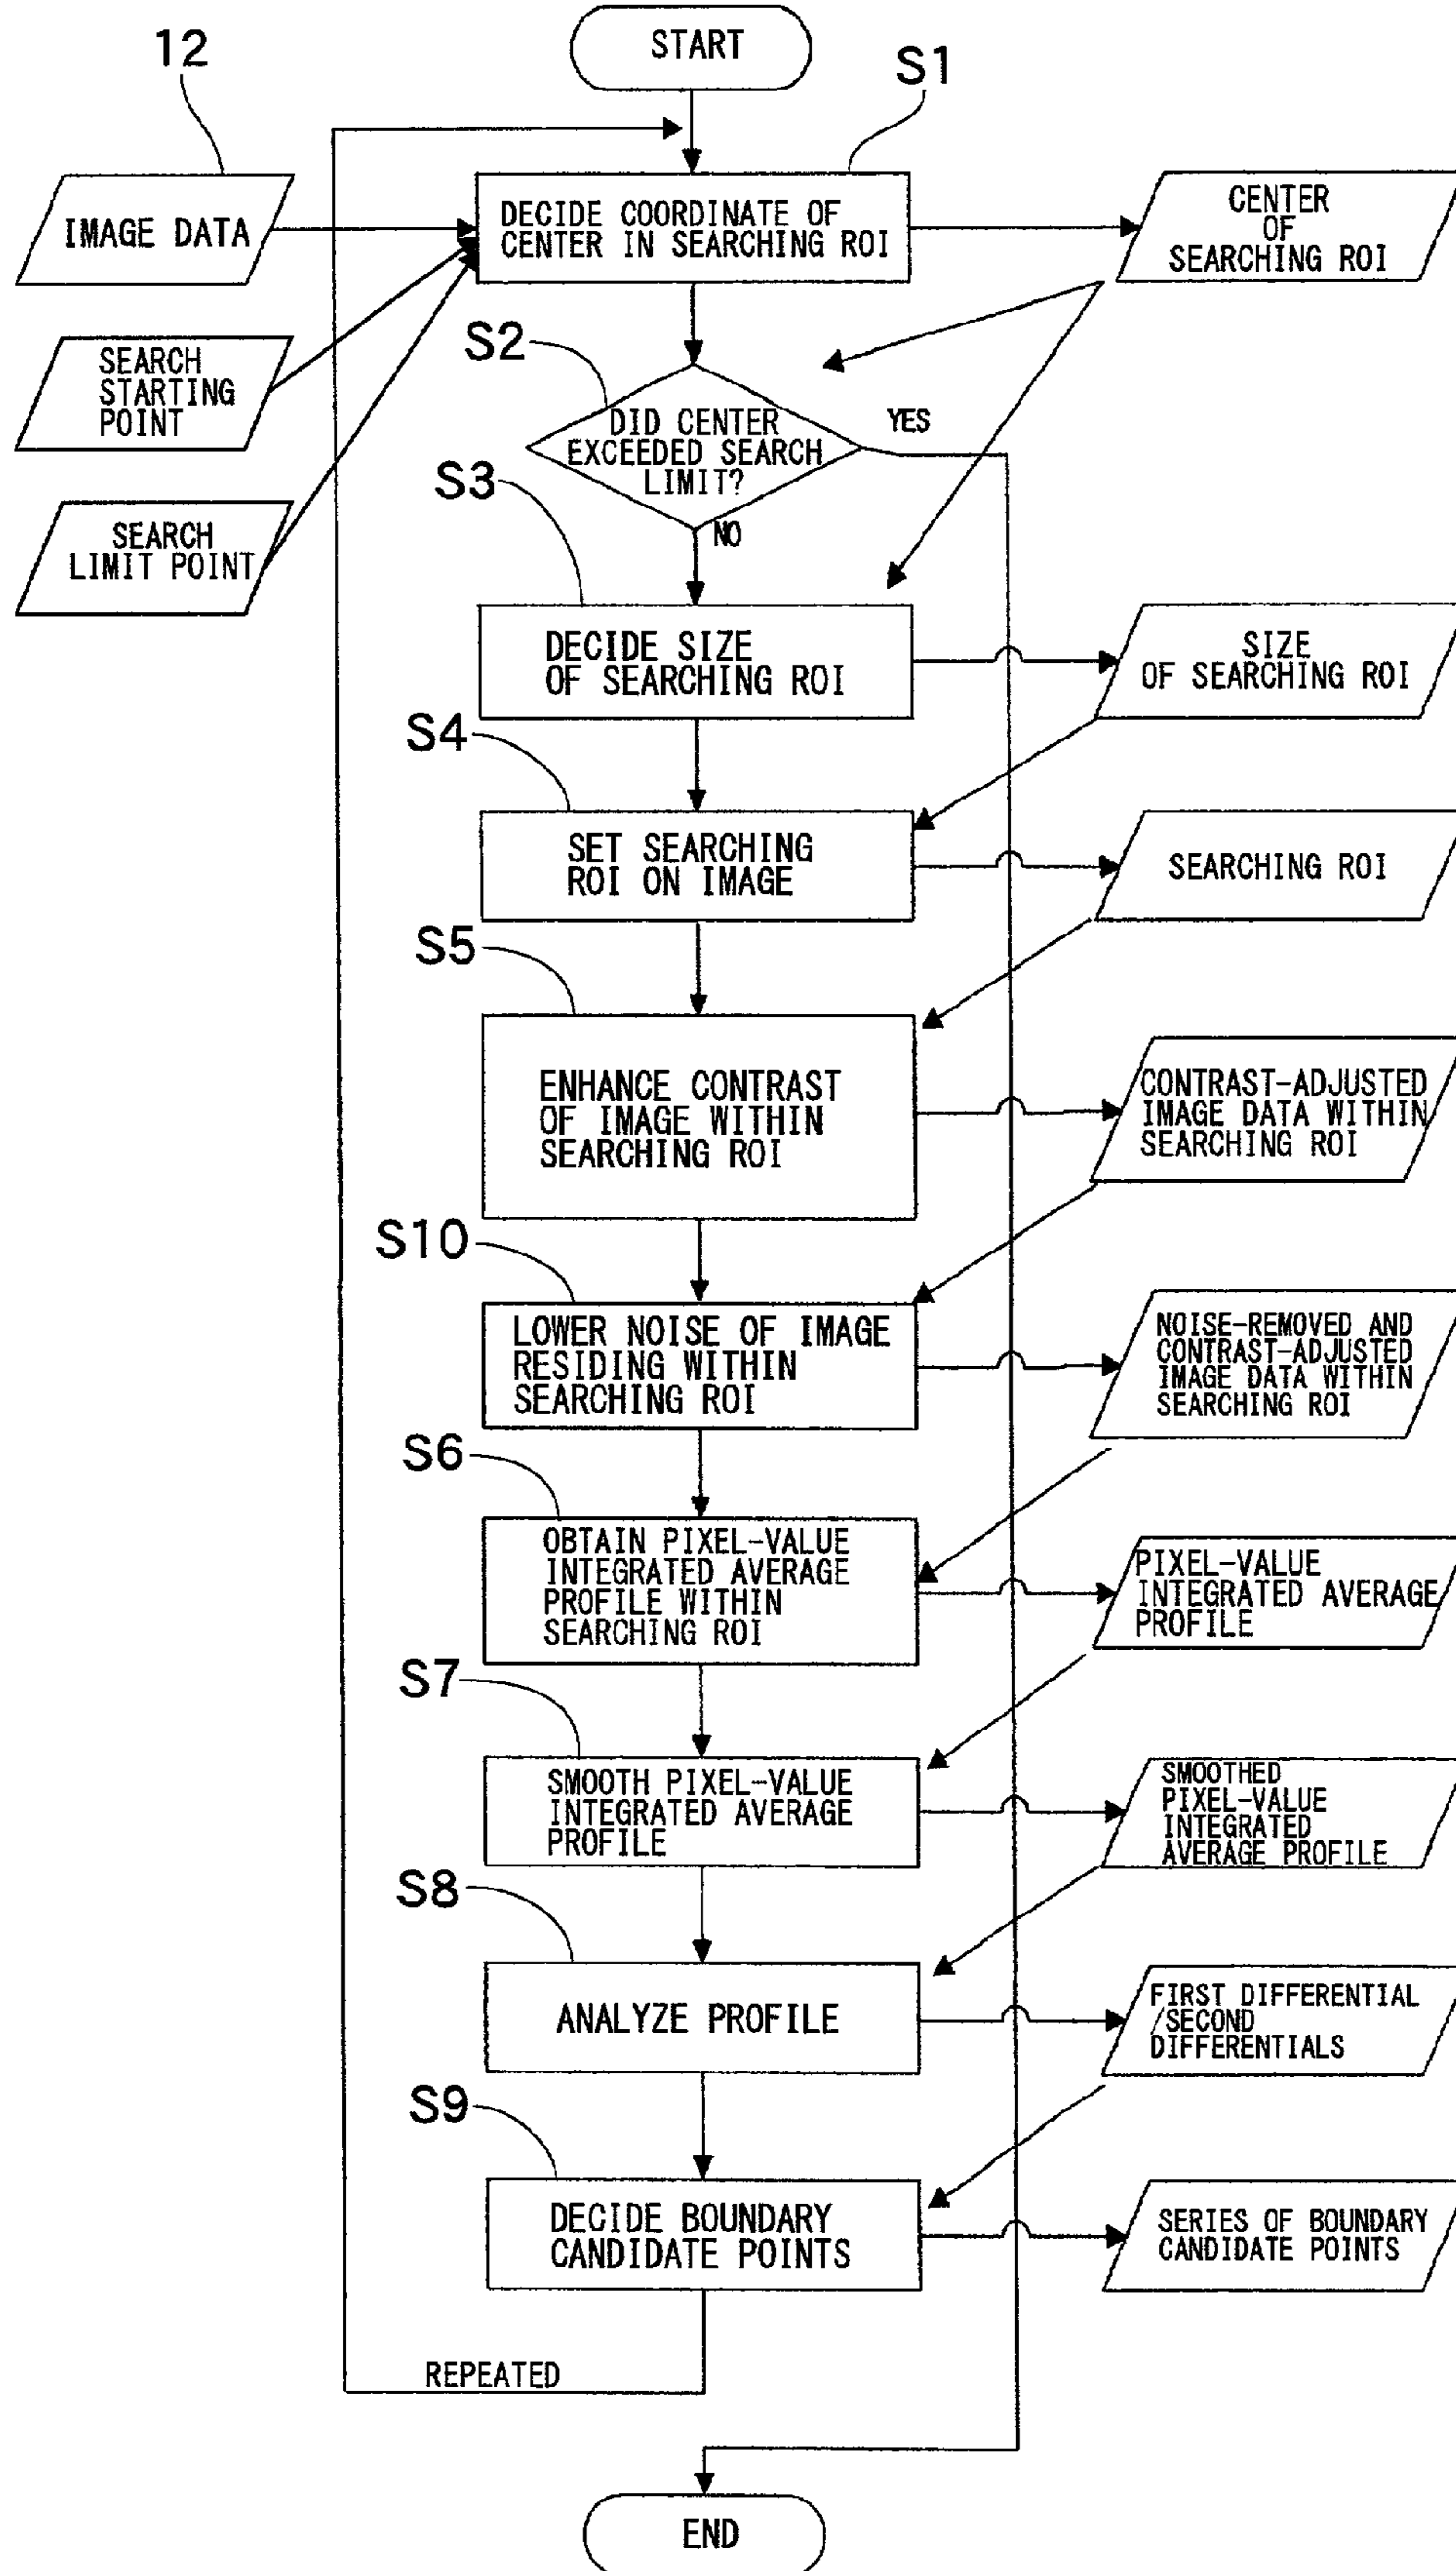 START
12
S1
IMAGE DATA
DECIDE COORDINATE OF
CENTER IN SEARCHING ROI
CENTER
OF
SEARCHING ROI
SEARCH
STARTING
POINT
S2
DID CENTER
EXCEEDED SEARCH
LIMIT?
YES
NO
SEARCH
LIMIT POINT
S3
DECIDE SIZE
OF SEARCHING ROI
SIZE
OF SEARCHING ROI
S4
SET SEARCHING
ROI ON IMAGE
SEARCHING ROI
S5
ENHANCE CONTRAST
OF IMAGE WITHIN
SEARCHING ROI
CONTRAST-ADJUSTED
IMAGE DATA WITHIN
SEARCHING ROI
S10
LOWER NOISE OF IMAGE
RESIDING WITHIN
SEARCHING ROI
NOISE-REMOVED AND
CONTRAST-ADJUSTED
IMAGE DATA WITHIN
SEARCHING ROI
S6
OBTAIN PIXEL-VALUE
INTEGRATED AVERAGE
PROFILE WITHIN
SEARCHING ROI
PIXEL-VALUE
INTEGRATED AVERAGE
PROFILE
S7
SMOOTH PIXEL-VALUE
INTEGRATED AVERAGE
PROFILE
SMOOTHED
PIXEL-VALUE
INTEGRATED
AVERAGE PROFILE
S8
ANALYZE PROFILE
FIRST DIFFERENTIAL
/SECOND
DIFFERENTIALS
S9
DECIDE BOUNDARY
CANDIDATE POINTS
SERIES OF BOUNDARY
CANDIDATE POINTS
REPEATED
END